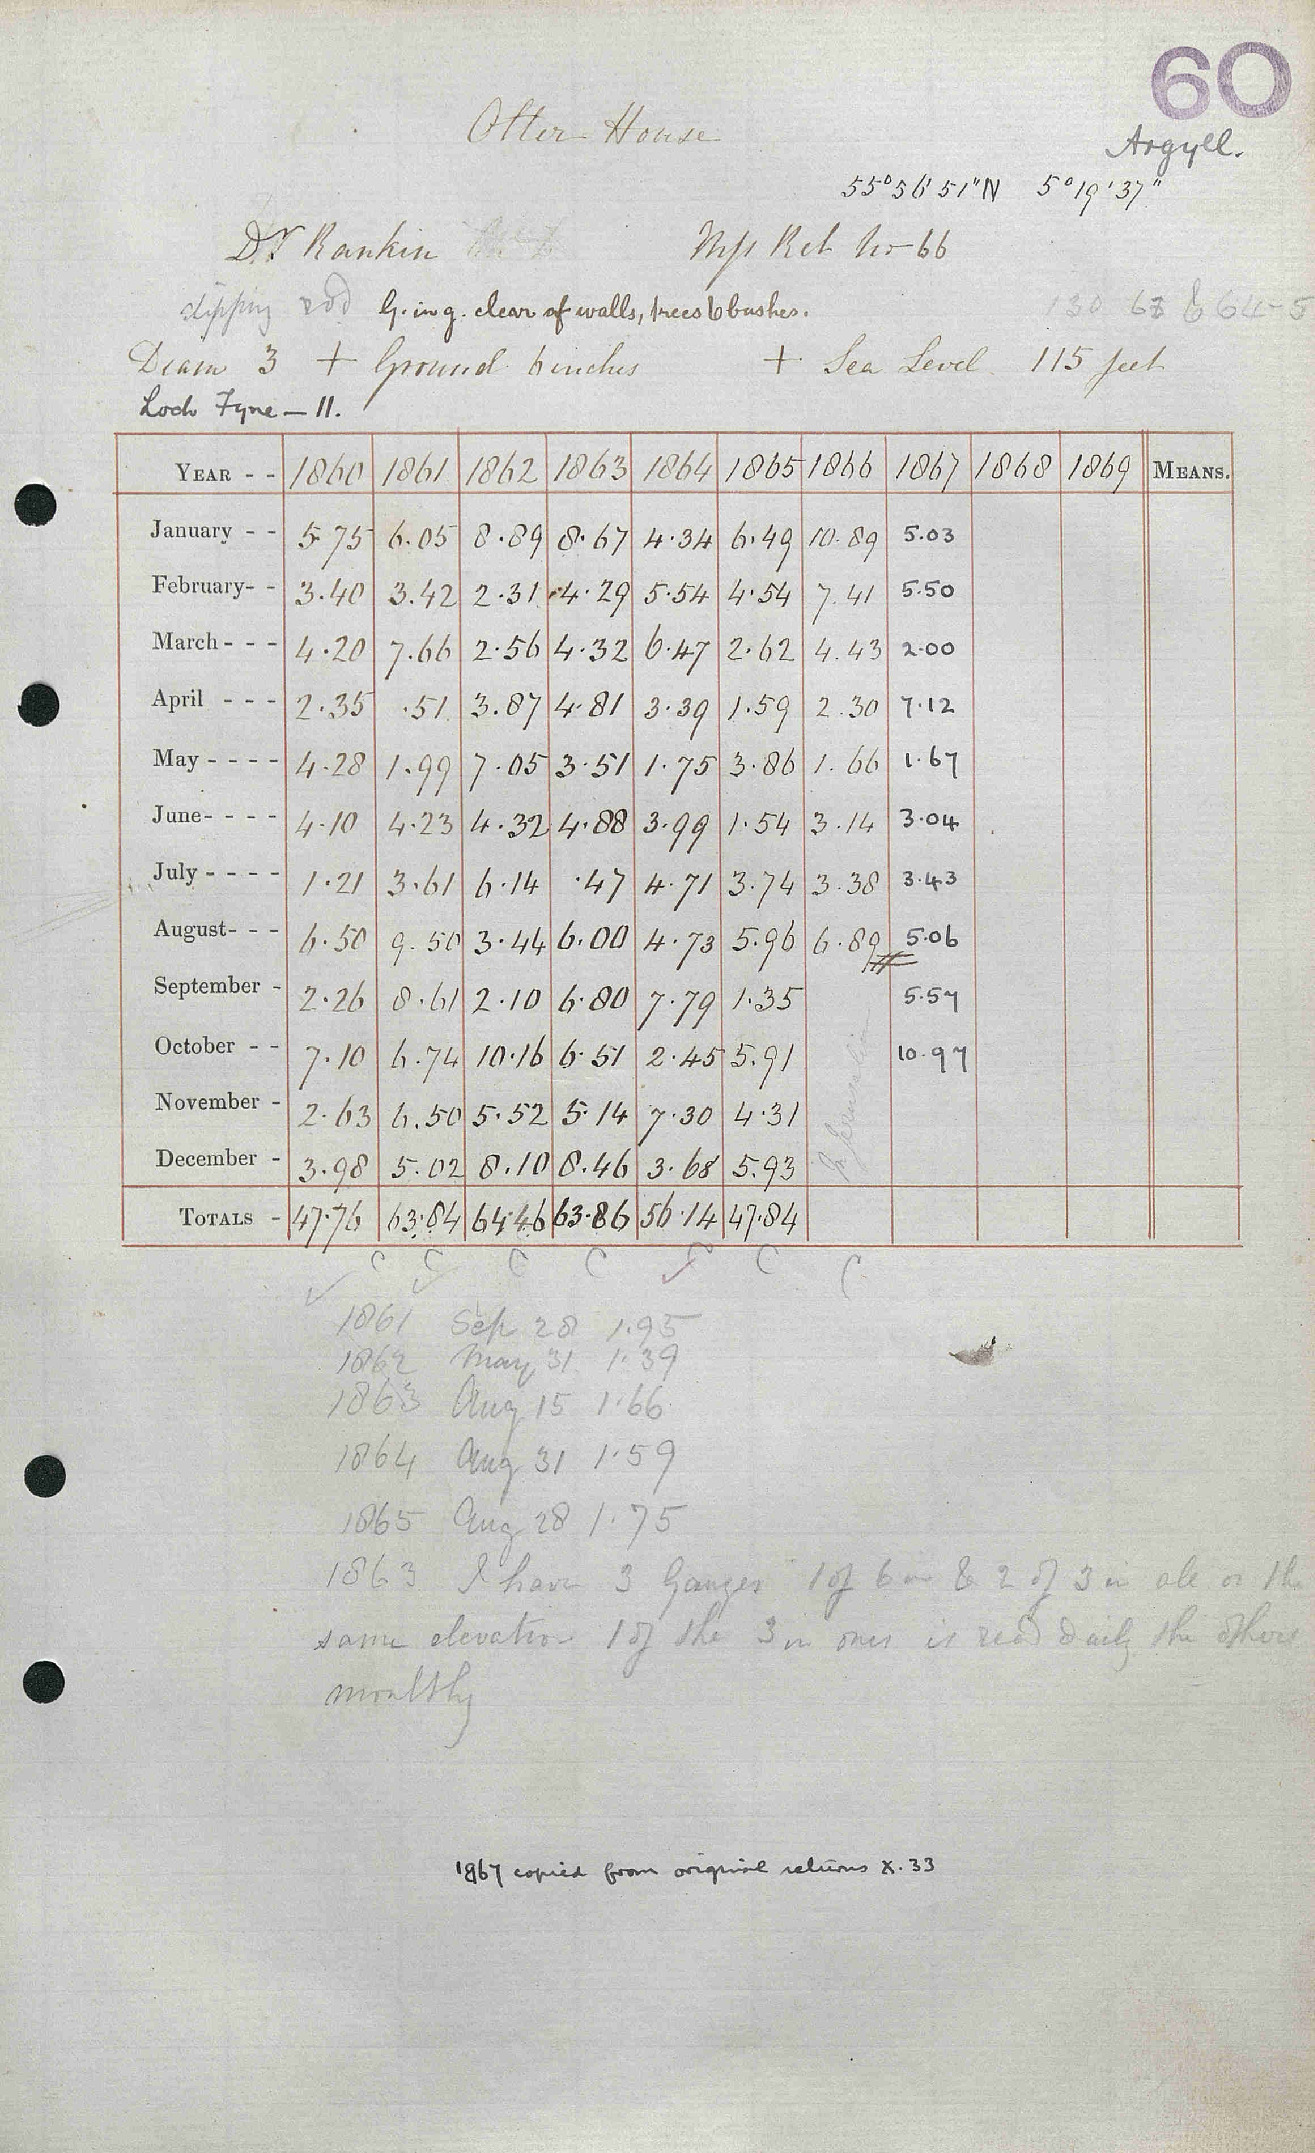 60
Otter House
Argyll.
55° 56' 51" N 5° 19' 37"
Dr Rankin
Ret No 66
dipping rod G. in g. clear of walls, trees & bushes.
Diam 3 + Ground 6 inches + Sea Level 115 feet
Loch Fyne — 11.
YEAR - - 1860 1861 1862 1863 1864 1865 1866 1867 1868 1869 MEANS.
January - - 5.75 6.05 8.89 8.67 4.34 6.49 10.89 5.03
February- - 3.40 3.42 2.31 4.29 5.54 4.54 7.41 5.50
March - - - 4.20 7.66 2.56 4.32 6.47 2.62 4.43 2.00
April - - - 2.35 .51 3.87 4.81 3.39 1.59 2.30 7.12
May - - - - 4.28 1.99 7.05 3.51 1.75 3.86 1.66 1.67
June- - - - 4.10 4.23 4.32 4.88 3.99 1.54 3.14 3.04
July - - - - 1.21 3.61 6.14 .47 4.71 3.74 3.38 3.43
August- - - 6.50 9.50 3.44 6.00 4.73 5.96 6.89 5.06
September - 2.26 8.61 2.10 6.80 7.79 1.35 5.57
October - - 7.10 6.74 10.16 6.51 2.45 5.91 10.97
November - 2.63 6.50 5.52 5.14 7.30 4.31
December - 3.98 5.02 8.10 8.46 3.68 5.93
TOTALS - 47.76 63.84 64.46 63.86 56.14 47.84
1861 Sep 28 1.95
1862 May 31 1.39
1863 Aug 15 1.66
1864 Aug 31 1.59
1865 Aug 28 1.75
1863 I have 3 Gauges 1 of 6 in & 2 of 3 in all on the
same elevation 1 of the 3 in ones is read daily the others
monthly
1867 copied from original returns X.33